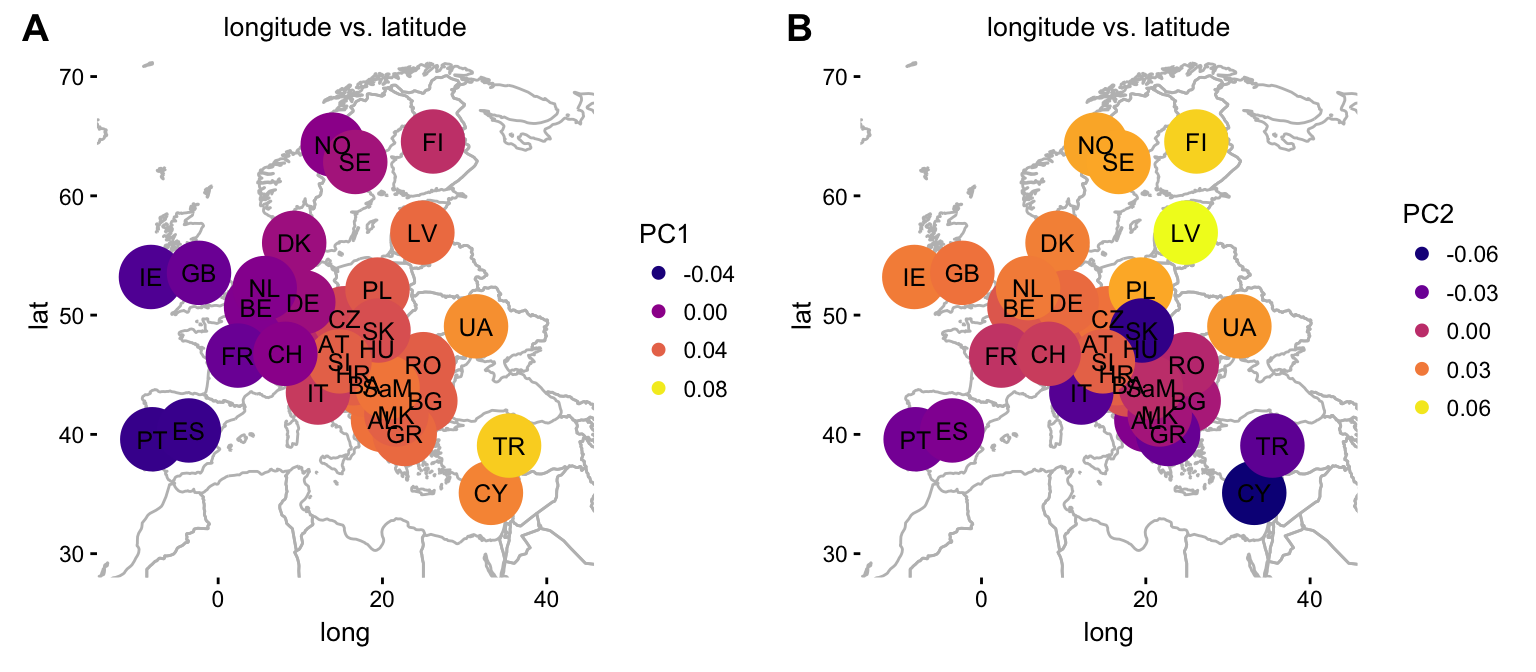 A
longitude vs. latitude
70
60
50
40
30
lat
NO
SE
FI
DK
LV
IE
GB
NL
BE
DE
PL
CZ
SK
UA
FR
CH
AT
HU
SI
HR
RO
IT
BA
SaM
BG
MK
AL
GR
PT
ES
TR
CY
0
20
40
long
PC1
-0.04
0.00
0.04
0.08
B
longitude vs. latitude
70
60
50
40
30
lat
NO
SE
FI
DK
LV
IE
GB
NL
BE
DE
PL
CZ
SK
UA
FR
CH
AT
HU
SI
HR
RO
IT
BA
SaM
BG
MK
AL
GR
PT
ES
TR
CY
0
20
40
long
PC2
-0.06
-0.03
0.00
0.03
0.06